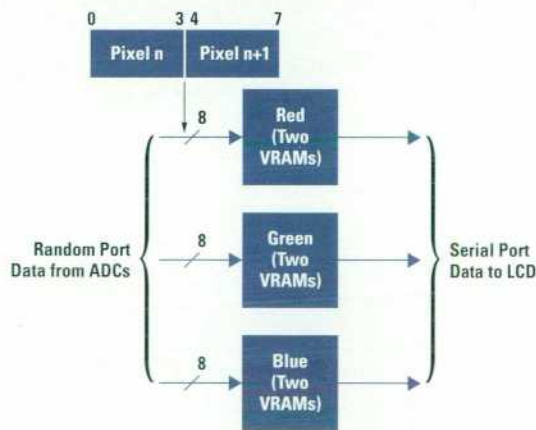 0 3 4 7
Pixel n Pixel n+1
8
Red
(Two
VRAMs)
Random Port
Data from ADCs
8
Green
(Two
VRAMs)
Serial Port
Data to LCD
8
Blue
(Two
VRAMs)